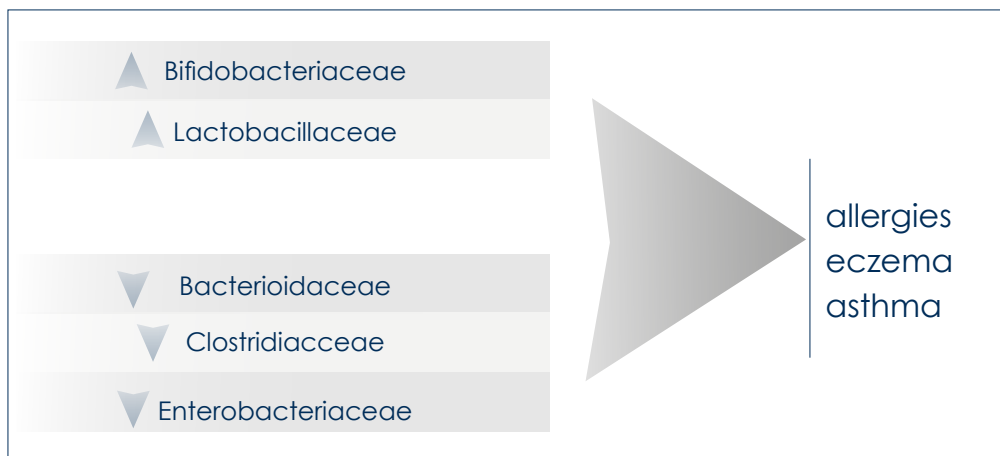 Bifidobacteriaceae
Lactobacillaceae
Bacterioidaceae
Clostridiacceae
Enterobacteriaceae
allergies
eczema
asthma